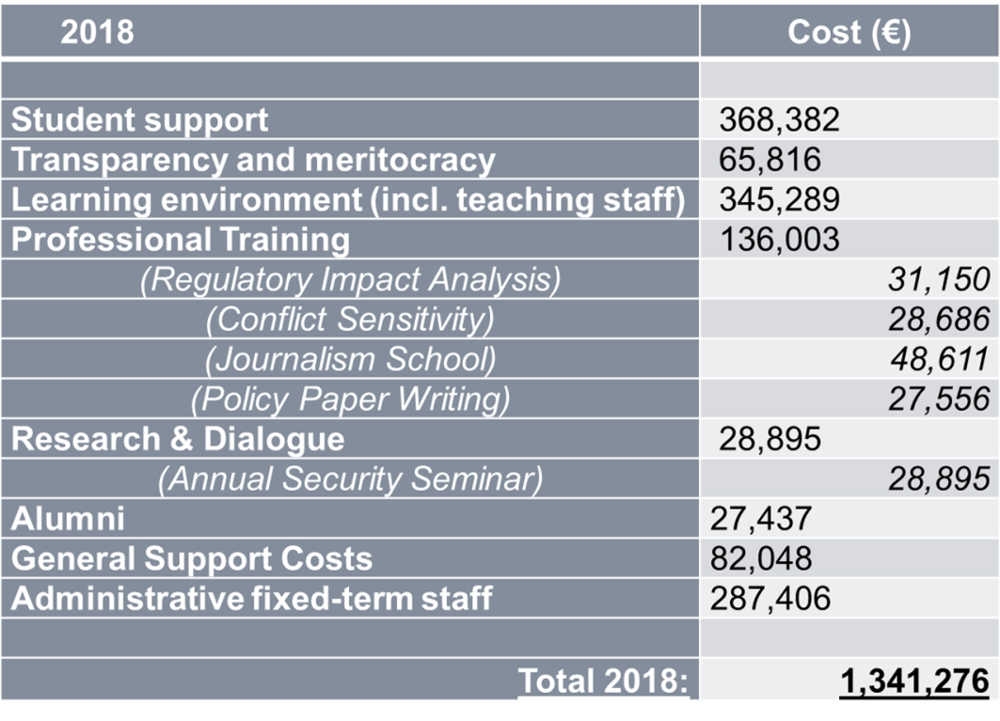 2018 Cost (€)
Student support 368,382
Transparency and meritocracy 65,816
Learning environment (incl. teaching staff) 345,289
Professional Training 136,003
(Regulatory Impact Analysis) 31,150
(Conflict Sensitivity) 28,686
(Journalism School) 48,611
(Policy Paper Writing) 27,556
Research & Dialogue 28,895
(Annual Security Seminar) 28,895
Alumni 27,437
General Support Costs 82,048
Administrative fixed-term staff 287,406
Total 2018: 1,341,276